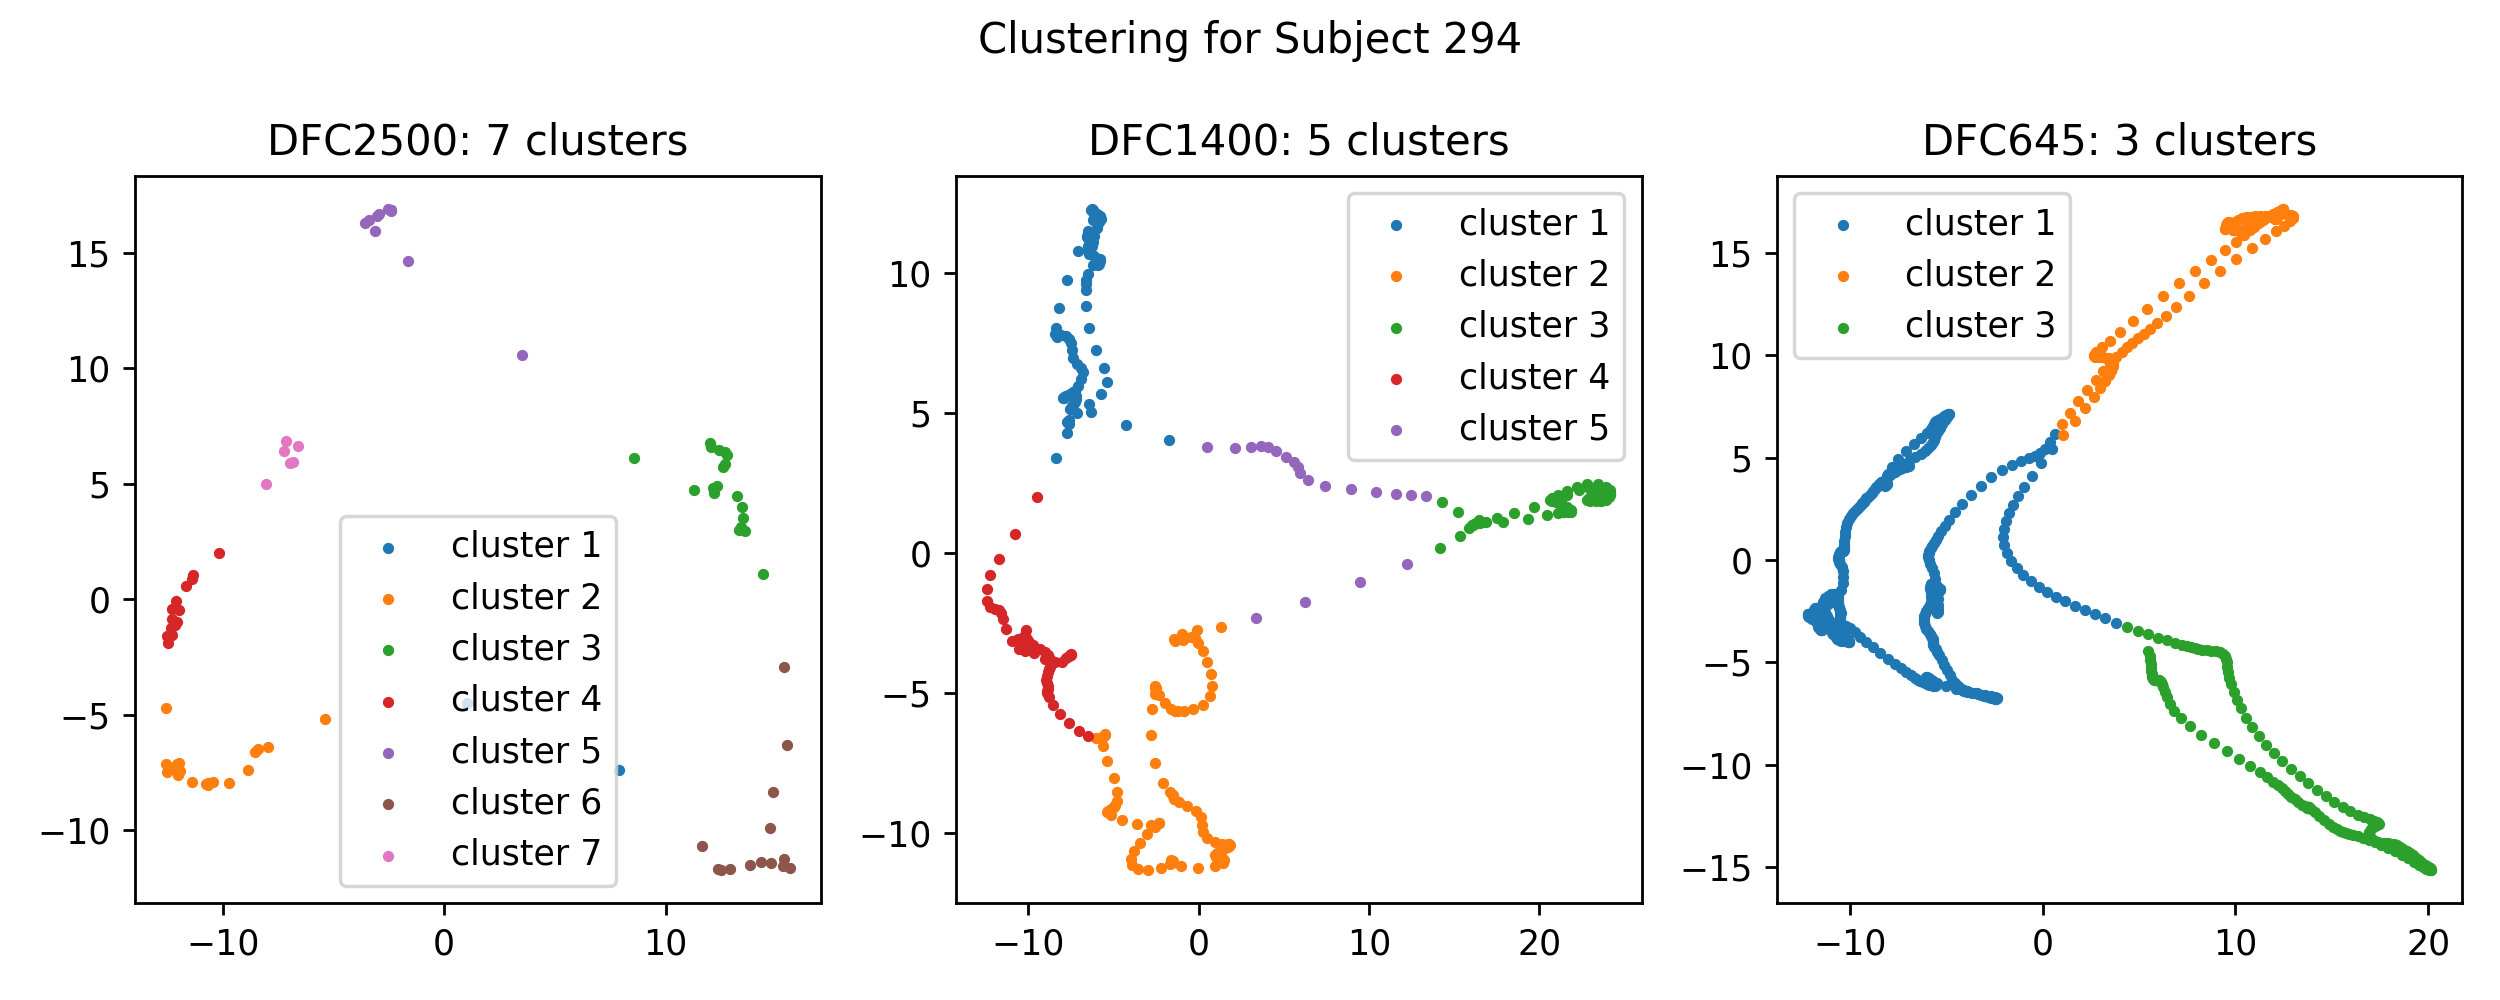 Clustering for Subject 294
DFC2500: 7 clusters
15
10
5
0
−5
−10
−10
0
10
cluster 1
cluster 2
cluster 3
cluster 4
cluster 5
cluster 6
cluster 7
DFC1400: 5 clusters
10
5
0
−5
−10
−10
0
10
20
cluster 1
cluster 2
cluster 3
cluster 4
cluster 5
DFC645: 3 clusters
15
10
5
0
−5
−10
−15
−10
0
10
20
cluster 1
cluster 2
cluster 3